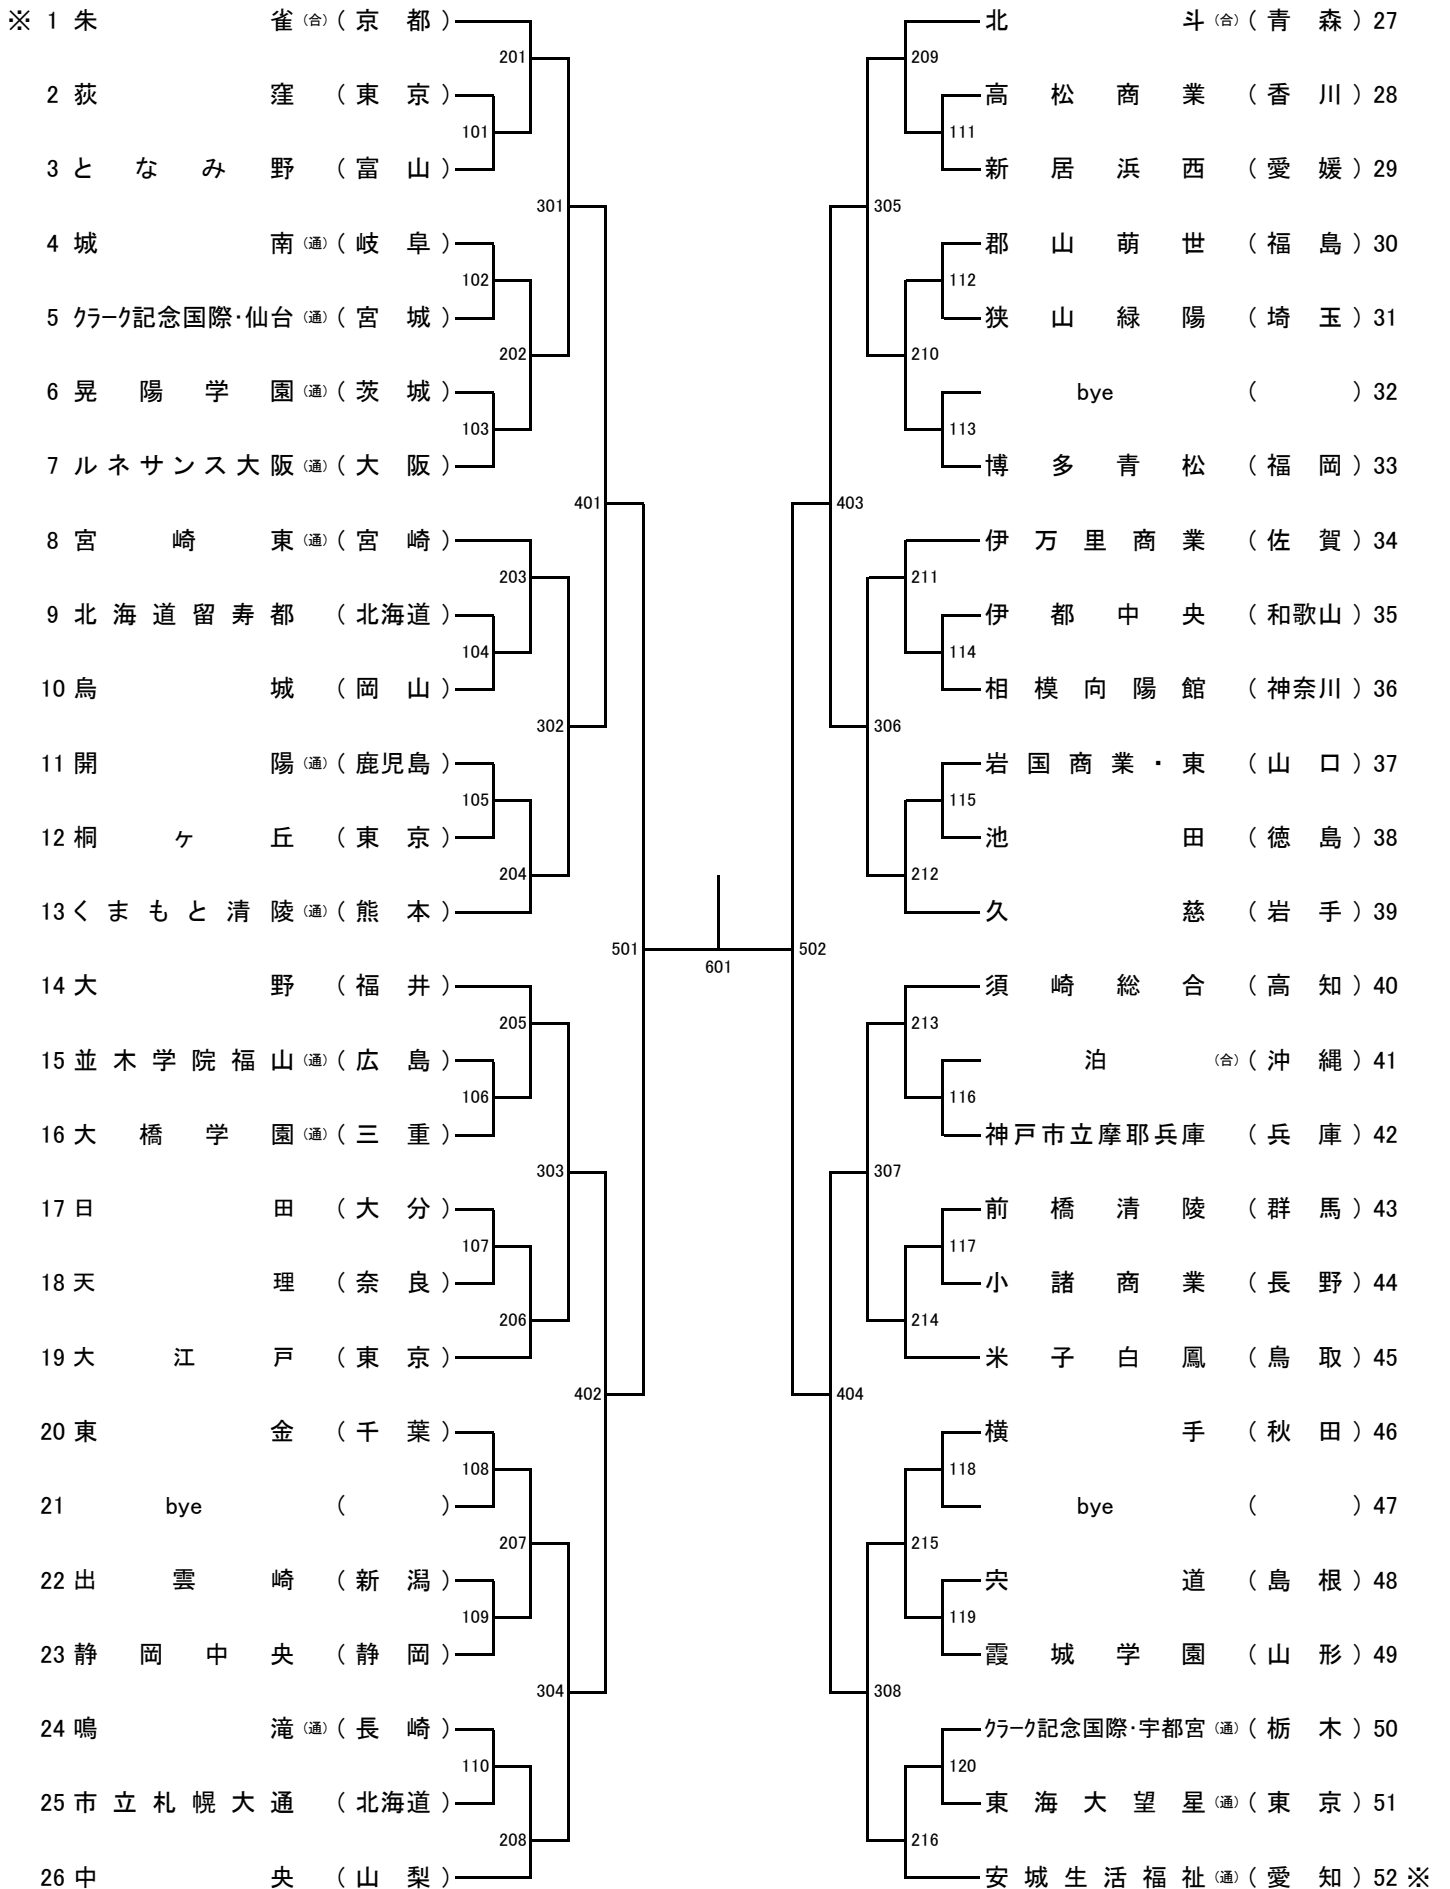 ※ 1 朱雀(合)(京都)
201
2 荻窪(東京)
101
3 となみ野(富山)
301
4 城南(通)(岐阜)
102
5 クラーク記念国際・仙台(通)(宮城)
202
6 晃陽学園(通)(茨城)
103
7 ルネサンス大阪(通)(大阪)
401
8 宮崎東(通)(宮崎)
203
9 北海道留寿都(北海道)
104
10 烏城(岡山)
302
11 開陽(通)(鹿児島)
105
12 桐ヶ丘(東京)
204
13 くまもと清陵(通)(熊本)
501
14 大野(福井)
205
15 並木学院福山(通)(広島)
106
16 大橋学園(通)(三重)
303
17 日田(大分)
107
18 天理(奈良)
206
19 大江戸(東京)
402
20 東金(千葉)
108
21 bye ( )
207
22 出雲崎(新潟)
109
23 静岡中央(静岡)
304
24 鳴滝(通)(長崎)
110
25 市立札幌大通(北海道)
208
26 中央(山梨)
601
北斗(合)(青森) 27
209
高松商業(香川) 28
111
新居浜西(愛媛) 29
305
郡山萌世(福島) 30
112
狭山緑陽(埼玉) 31
210
bye ( ) 32
113
博多青松(福岡) 33
403
伊万里商業(佐賀) 34
211
伊都中央(和歌山) 35
114
相模向陽館(神奈川) 36
306
岩国商業・東(山口) 37
115
池田(徳島) 38
212
久慈(岩手) 39
502
須崎総合(高知) 40
213
泊(合)(沖縄) 41
116
神戸市立摩耶兵庫(兵庫) 42
307
前橋清陵(群馬) 43
117
小諸商業(長野) 44
214
米子白鳳(鳥取) 45
404
横手(秋田) 46
118
bye ( ) 47
215
宍道(島根) 48
119
霞城学園(山形) 49
308
クラーク記念国際・宇都宮(通)(栃木) 50
120
東海大望星(通)(東京) 51
216
安城生活福祉(通)(愛知) 52 ※